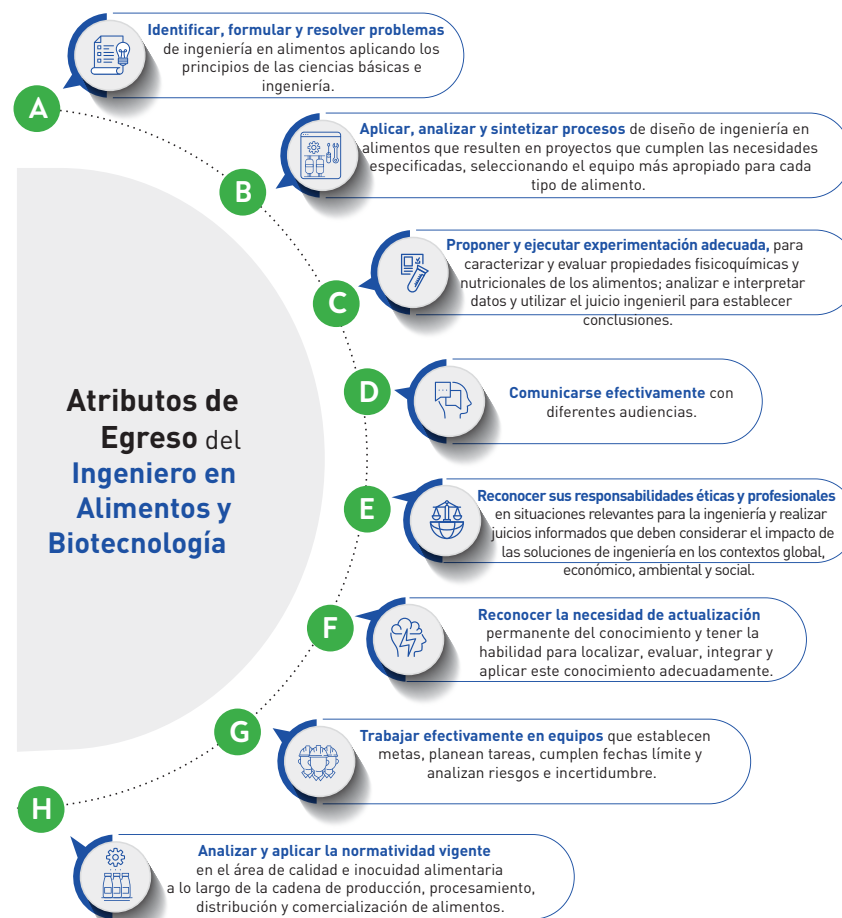 Identificar, formular y resolver problemas
de ingeniería en alimentos aplicando los
principios de las ciencias básicas e
ingeniería.
A
Aplicar, analizar y sintetizar procesos de diseño de ingeniería en
alimentos que resulten en proyectos que cumplen las necesidades
especificadas, seleccionando el equipo más apropiado para cada
tipo de alimento.
B
Proponer y ejecutar experimentación adecuada, para
caracterizar y evaluar propiedades fisicoquímicas y
nutricionales de los alimentos; analizar e interpretar
datos y utilizar el juicio ingenieril para establecer
conclusiones.
C
D
Comunicarse efectivamente con
diferentes audiencias.
Atributos de
Egreso del
Ingeniero en
Alimentos y
Biotecnología
E
Reconocer sus responsabilidades éticas y profesionales
en situaciones relevantes para la ingeniería y realizar
juicios informados que deben considerar el impacto de
las soluciones de ingeniería en los contextos global,
económico, ambiental y social.
F
Reconocer la necesidad de actualización
permanente del conocimiento y tener la
habilidad para localizar, evaluar, integrar y
aplicar este conocimiento adecuadamente.
G
Trabajar efectivamente en equipos que establecen
metas, planean tareas, cumplen fechas límite y
analizan riesgos e incertidumbre.
H
Analizar y aplicar la normatividad vigente
en el área de calidad e inocuidad alimentaria
a lo largo de la cadena de producción, procesamiento,
distribución y comercialización de alimentos.